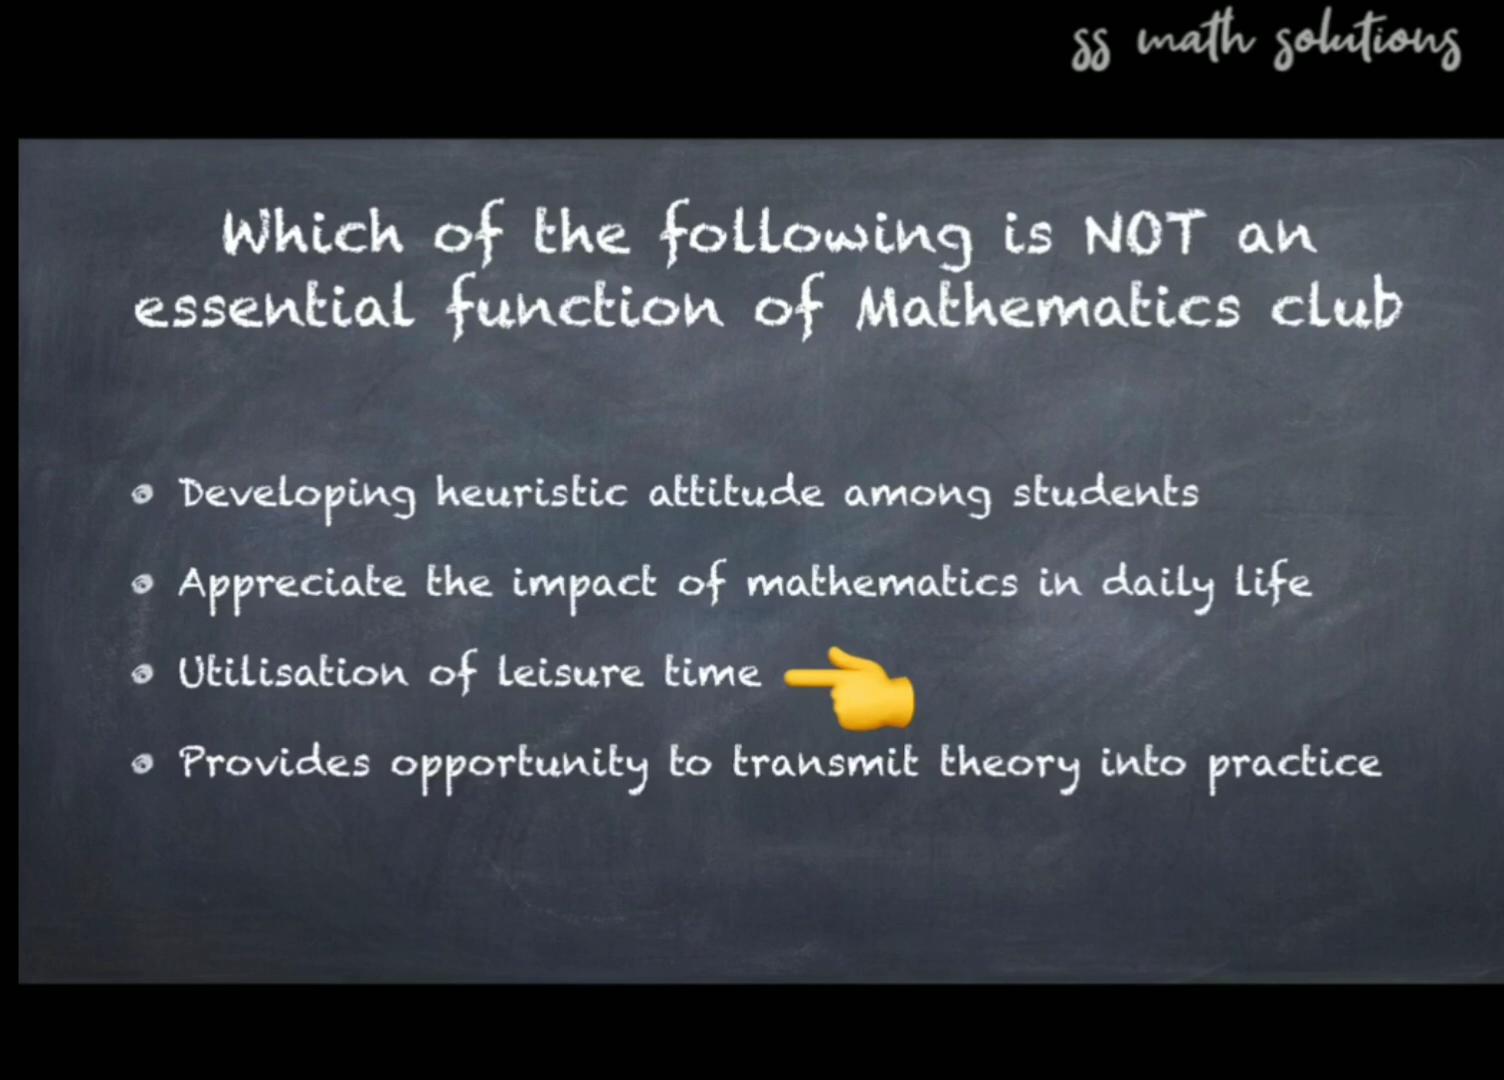 ss math solutions
Which of the following is NOT an
essential function of Mathematics club
Developing heuristic attitude among students
Appreciate the impact of mathematics in daily life
Utilisation of leisure time
Provides opportunity to transmit theory into practice